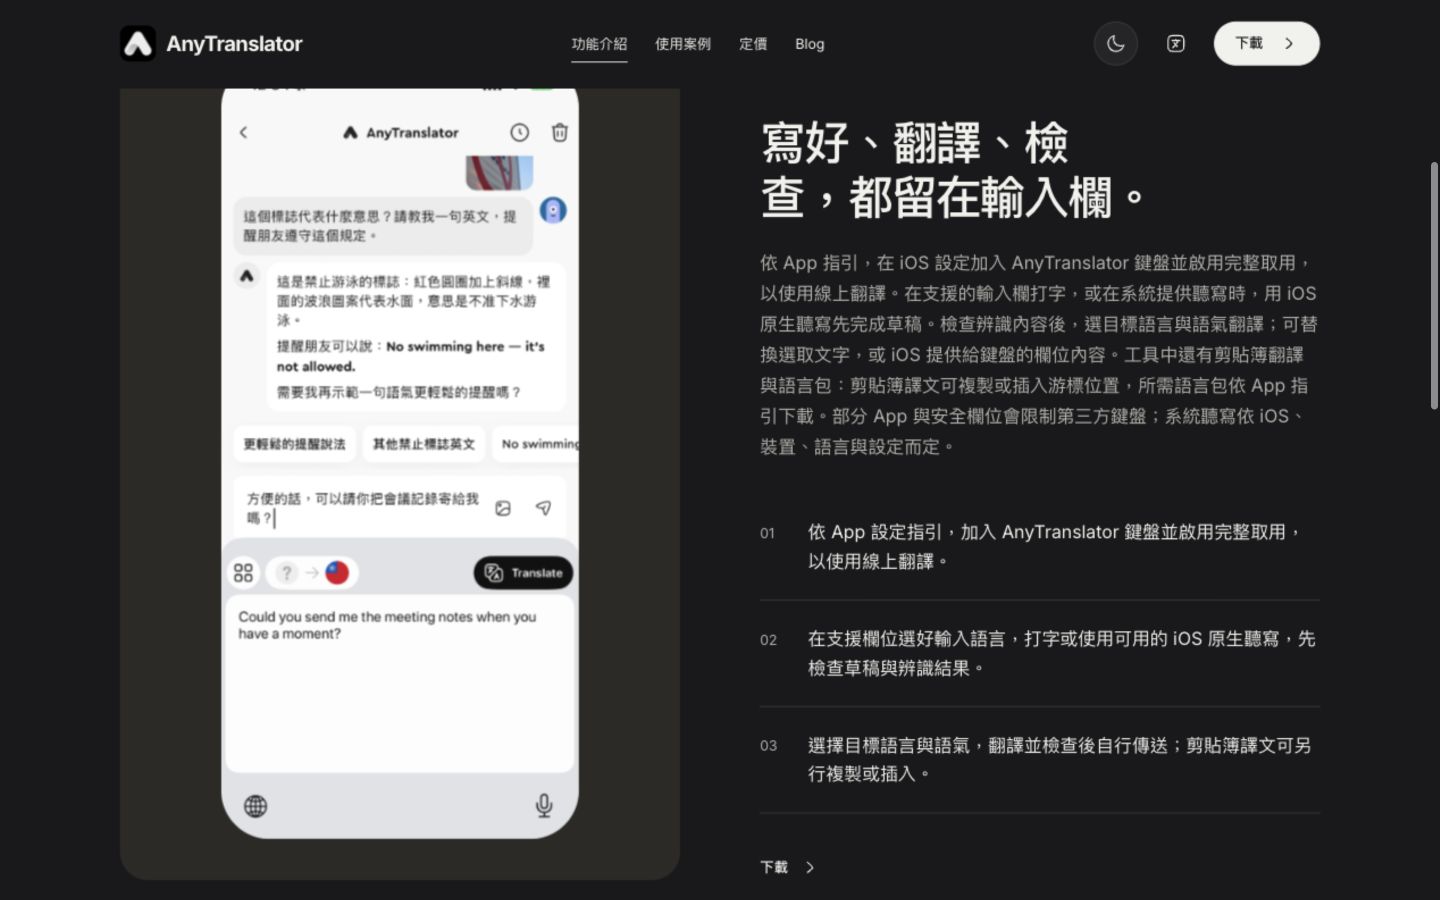 AnyTranslator
功能介紹
使用案例
定價
Blog
下載
AnyTranslator
這個標誌代表什麼意思？請教我一句英文，提
醒朋友遵守這個規定。
這是禁止游泳的標誌：紅色圓圈加上斜線，裡
面的波浪圖案代表水面，意思是不准下水游
泳。
提醒朋友可以說：No swimming here — it's
not allowed.
需要我再示範一句語氣更輕鬆的提醒嗎？
更輕鬆的提醒說法
其他禁止標誌英文
No swimming
方便的話，可以請你把會議記錄寄給我
嗎？
? →
Translate
Could you send me the meeting notes when you
have a moment?
寫好、翻譯、檢
查，都留在輸入欄。
依 App 指引，在 iOS 設定加入 AnyTranslator 鍵盤並啟用完整取用，
以使用線上翻譯。在支援的輸入欄打字，或在系統提供聽寫時，用 iOS
原生聽寫先完成草稿。檢查辨識內容後，選目標語言與語氣翻譯；可替
換選取文字，或 iOS 提供給鍵盤的欄位內容。工具中還有剪貼簿翻譯
與語言包：剪貼簿譯文可複製或插入游標位置，所需語言包依 App 指
引下載。部分 App 與安全欄位會限制第三方鍵盤；系統聽寫依 iOS、
裝置、語言與設定而定。
01
依 App 設定指引，加入 AnyTranslator 鍵盤並啟用完整取用，
以使用線上翻譯。
02
在支援欄位選好輸入語言，打字或使用可用的 iOS 原生聽寫，先
檢查草稿與辨識結果。
03
選擇目標語言與語氣，翻譯並檢查後自行傳送；剪貼簿譯文可另
行複製或插入。
下載